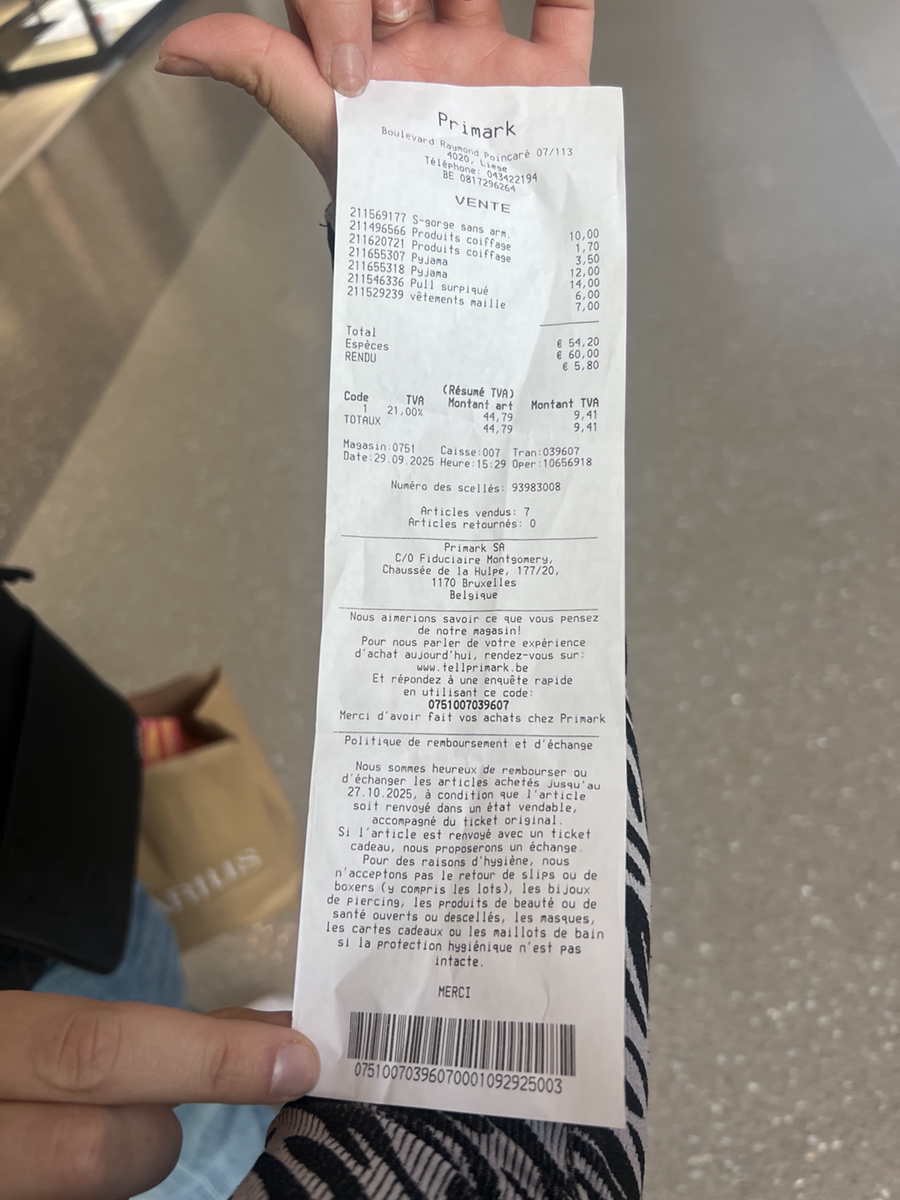 Primark
Boulevard Raymond Poincaré 07/113
4020, Liege
Téléphone: 043422194
BE 0817296264
VENTE
211569177 S-gorge sans arm. 10,00
211496566 Produits coiffage 1,70
211620721 Produits coiffage 3,50
211655307 Pyjama 12,00
211655318 Pyjama 14,00
211546336 Pull surpiqué 6,00
211529239 vêtements maille 7,00
Total € 54,20
Espèces € 60,00
RENDU € 5,80
(Résumé TVA)
Code TVA Montant art Montant TVA
1 21,00% 44,79 9,41
TOTAUX 44,79 9,41
Magasin:0751 Caisse:007 Tran:039607
Date:29.09.2025 Heure:15:29 Oper:10656918
Numéro des scellés: 93983008
Articles vendus: 7
Articles retournés: 0
Primark SA
C/O Fiduciaire Montgomery,
Chaussée de la Hulpe, 177/20,
1170 Bruxelles
Belgique
Nous aimerions savoir ce que vous pensez
de notre magasin!
Pour nous parler de votre expérience
d'achat aujourd'hui, rendez-vous sur:
www.tellprimark.be
Et répondez à une enquête rapide
en utilisant ce code:
0751007039607
Merci d'avoir fait vos achats chez Primark
Politique de remboursement et d'échange
Nous sommes heureux de rembourser ou
d'échanger les articles achetés jusqu'au
27.10.2025, à condition que l'article
soit renvoyé dans un état vendable,
accompagné du ticket original.
Si l'article est renvoyé avec un ticket
cadeau, nous proposerons un échange.
Pour des raisons d'hygiène, nous
n'acceptons pas le retour de slips ou de
boxers (y compris les lots), les bijoux
de piercing, les produits de beauté ou de
santé ouverts ou descellés, les masques,
les cartes cadeaux ou les maillots de bain
si la protection hygiénique n'est pas
intacte.
MERCI
07510070396070001092925003